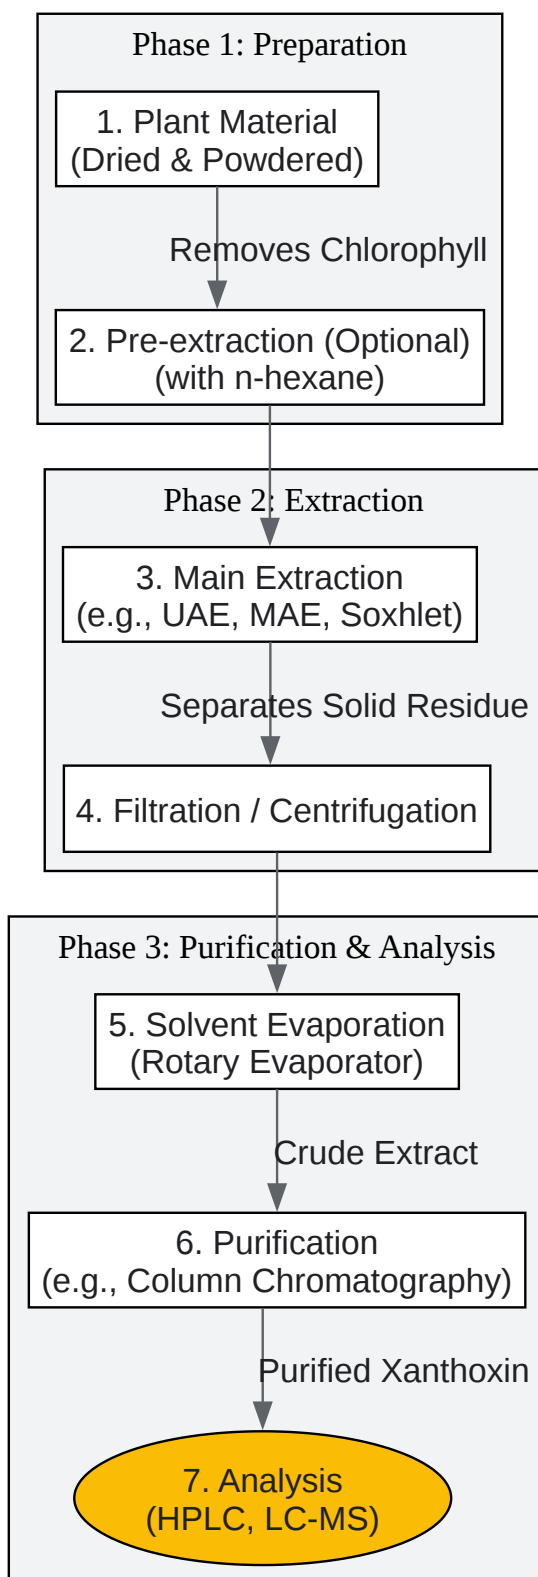 Phase 1: Preparation
1. Plant Material
(Dried & Powdered)
Removes Chlorophyll
2. Pre-extraction (Optional)
(with n-hexane)
Phase 2: Extraction
3. Main Extraction
(e.g., UAE, MAE, Soxhlet)
Separates Solid Residue
4. Filtration / Centrifugation
Phase 3: Purification & Analysis
5. Solvent Evaporation
(Rotary Evaporator)
Crude Extract
6. Purification
(e.g., Column Chromatography)
Purified Xanthoxin
7. Analysis
(HPLC, LC-MS)